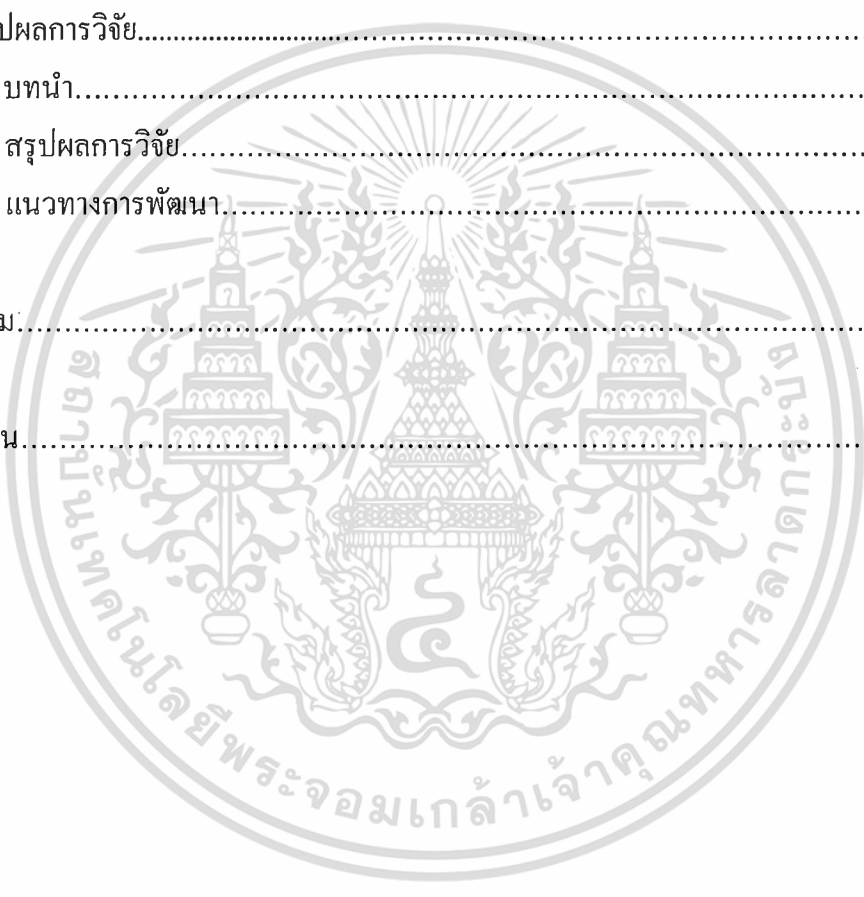 ปผลการวิจัย................................................................................
บทนำ................................................................................
สรุปผลการวิจัย................................................................................
แนวทางการพัฒนา................................................................................
ม................................................................................
น................................................................................
สถาบันเทคโนโลยีพระจอมเกล้าเจ้าคุณทหารลาดกระบัง